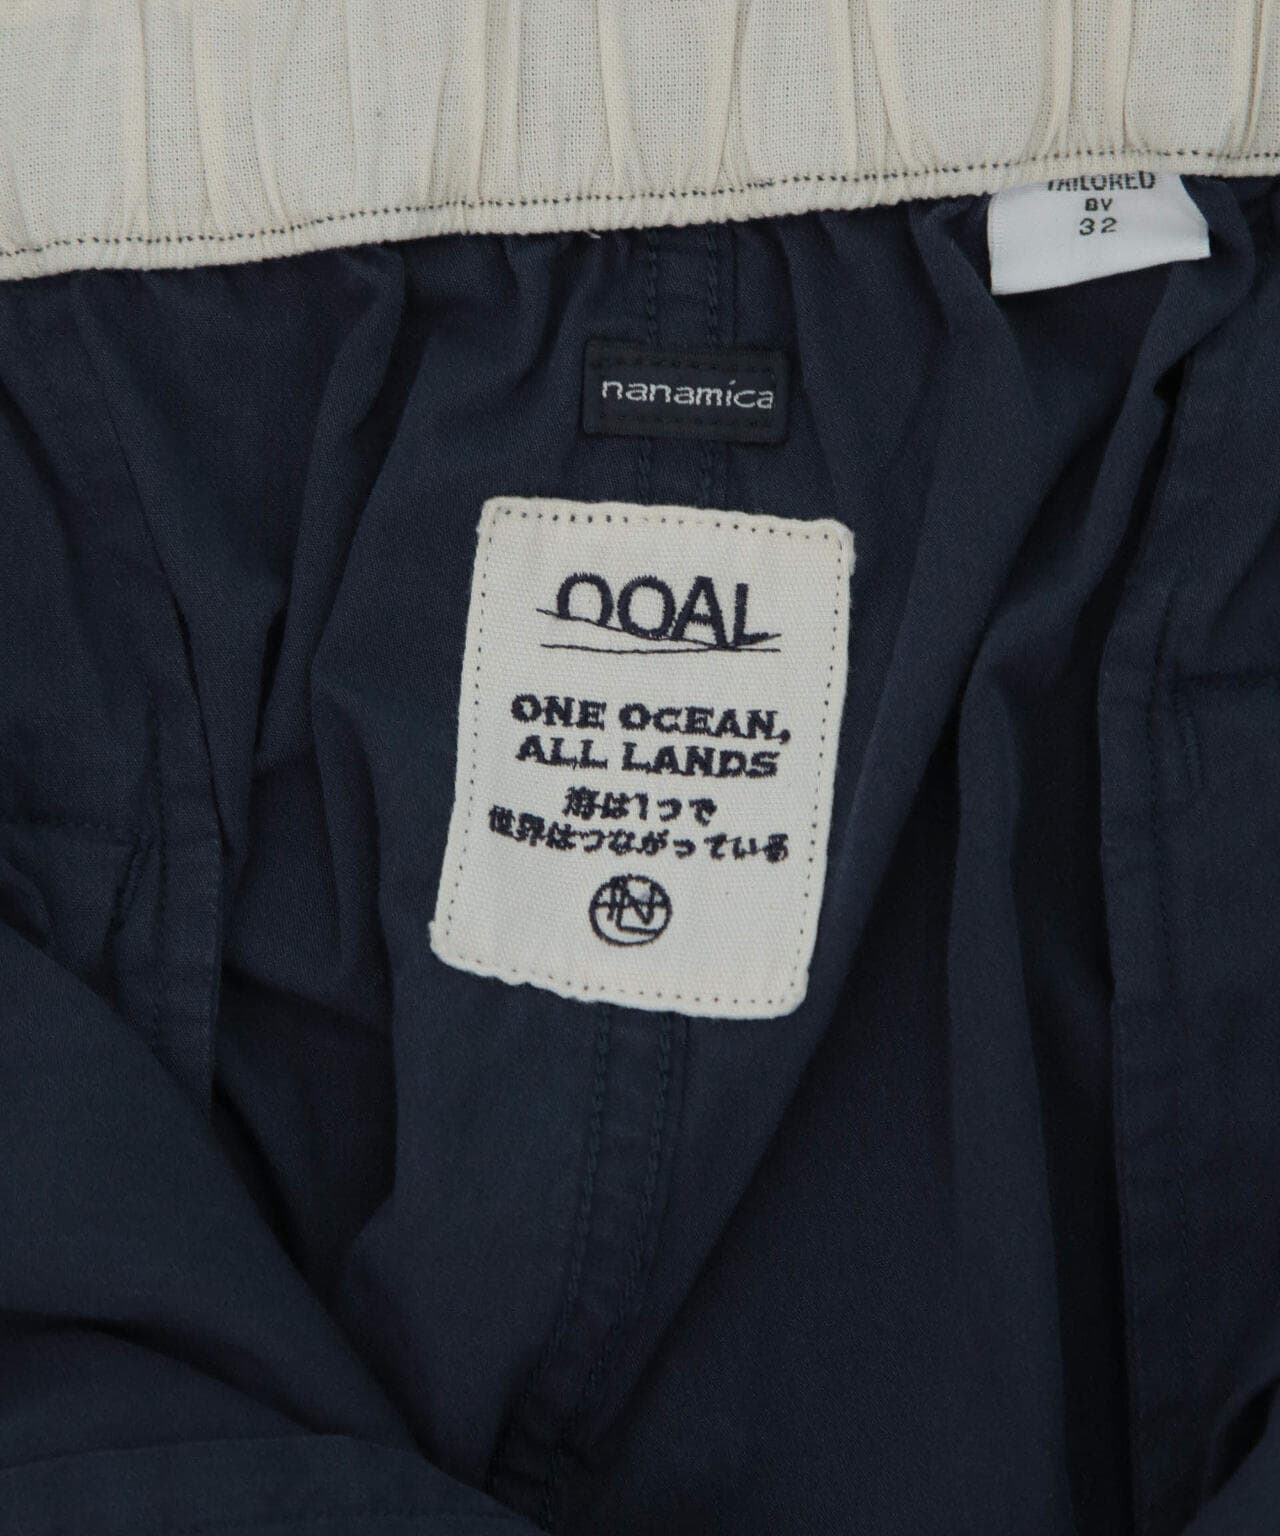 TAILORED
BY
32
nanamica
OOAL
ONE OCEAN,
ALL LANDS
海は1つで
世界はつながっている